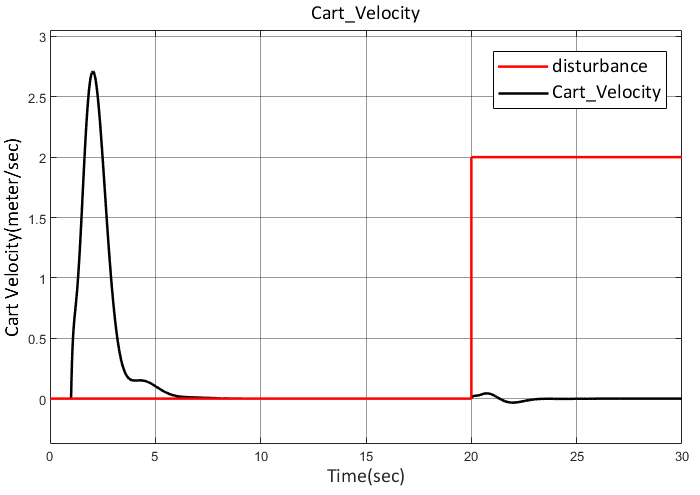 Cart_Velocity
3
2.5
2
1.5
1
0.5
0
Cart Velocity(meter/sec)
disturbance
Cart_Velocity
0 5 10 15 20 25 30
Time(sec)